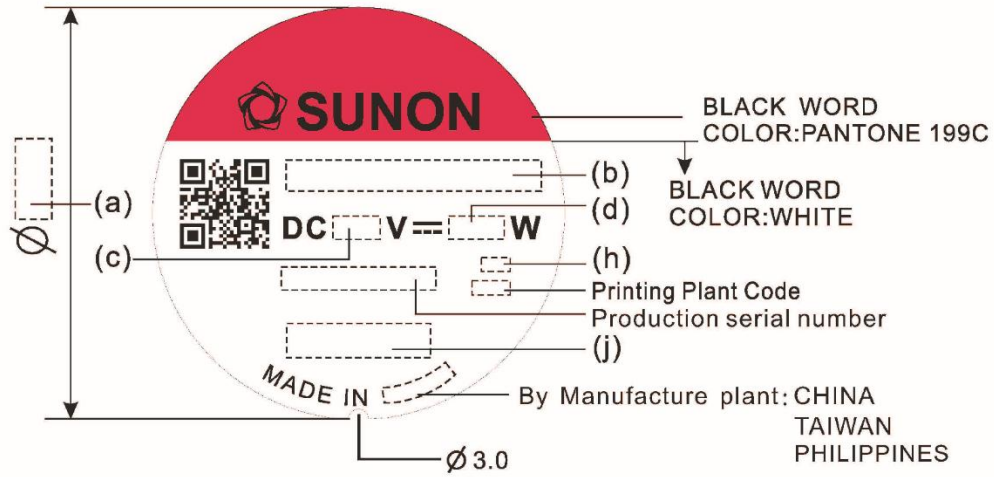 SUNON
BLACK WORD
COLOR:PANTONE 199C
BLACK WORD
COLOR:WHITE
(a)
(b)
DC V⎓ W
(d)
(c)
(h)
Printing Plant Code
Production serial number
(j)
MADE IN
By Manufacture plant: CHINA
TAIWAN
PHILIPPINES
Ø
Ø 3.0